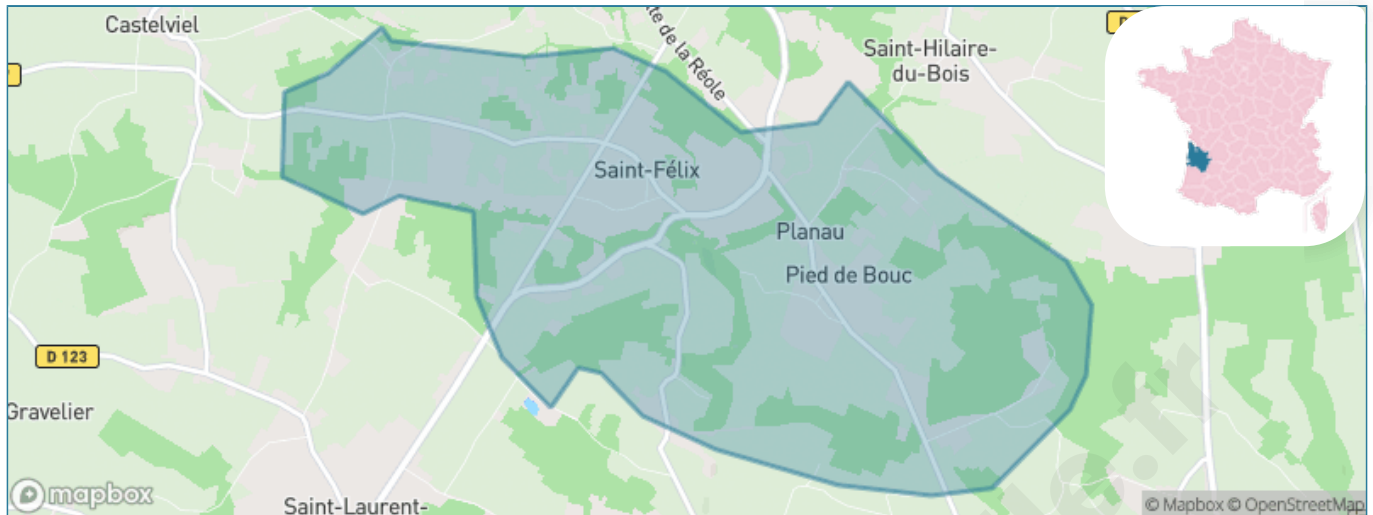 Castelviel
de la Réole
Saint-Hilaire-
du-Bois
Saint-Félix
Planau
Pied de Bouc
D 123
Gravelier
Saint-Laurent-
mapbox
© Mapbox © OpenStreetMap